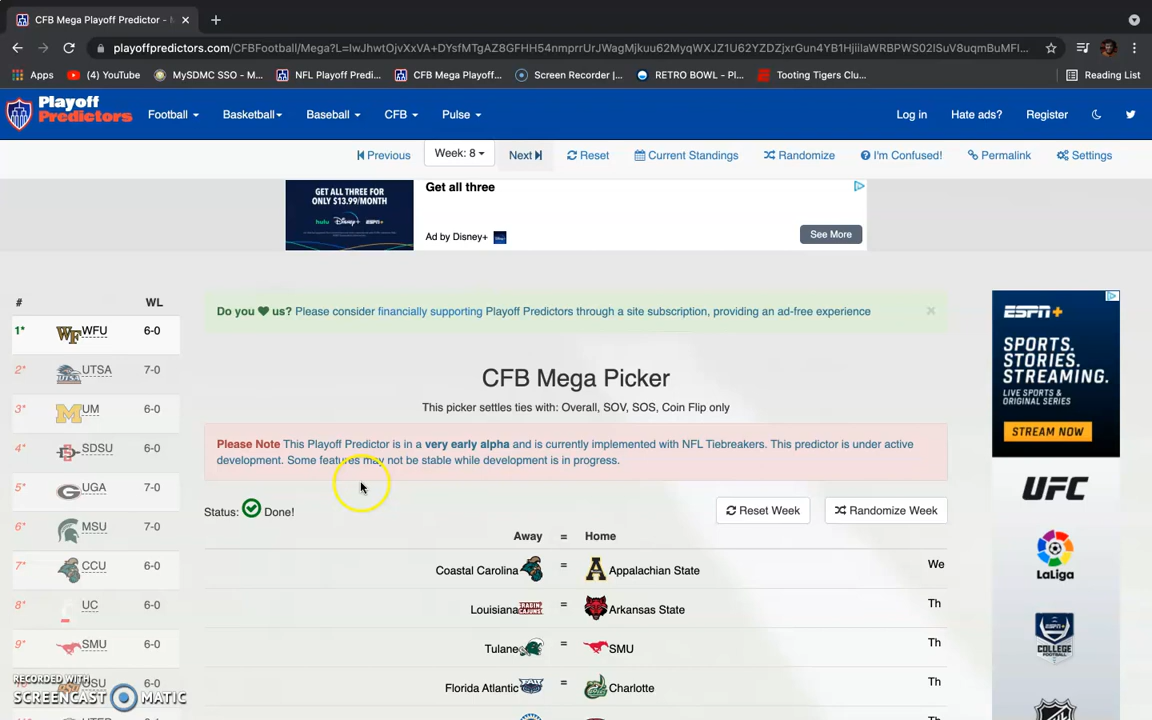 CFB Mega Playoff Predictor -
playoffpredictors.com/CFBFootball/Mega?L=IwJhwtOjvXxVA+DYsfMTgAZ8GFHH54nmprrUrJWagMjkuu62MyqWXJZ1U62YZDZjxrGun4YB1HjiilaWRBPWS02lSuV8uqmBuMFl...
Apps
(4) YouTube
MySDMC SSO - M...
NFL Playoff Predi...
CFB Mega Playoff...
Screen Recorder |...
RETRO BOWL - Pl...
Tooting Tigers Clu...
Reading List
Playoff
Predictors
Football
Basketball
Baseball
CFB
Pulse
Log in
Hate ads?
Register
Previous
Week: 8
Next
Reset
Current Standings
Randomize
I'm Confused!
Permalink
Settings
GET ALL THREE FOR
ONLY $13.99/MONTH
hulu Disney+ ESPN+
Get all three
Ad by Disney+
See More
Do you us? Please consider financially supporting Playoff Predictors through a site subscription, providing an ad-free experience
×
CFB Mega Picker
This picker settles ties with: Overall, SOV, SOS, Coin Flip only
Please Note This Playoff Predictor is in a very early alpha and is currently implemented with NFL Tiebreakers. This predictor is under active
development. Some features may not be stable while development is in progress.
Status: Done!
Reset Week
Randomize Week
Away = Home
Coastal Carolina = Appalachian State We
Louisiana = Arkansas State Th
Tulane = SMU Th
Florida Atlantic = Charlotte Th
# WL
1* WFU 6-0
2* UTSA 7-0
3* UM 6-0
4* SDSU 6-0
5* UGA 7-0
6* MSU 7-0
7* CCU 6-0
8* UC 6-0
9* SMU 6-0
OSU 6-0
RECORDED WITH
SCREENCAST MATIC
ESPN+
SPORTS.
STORIES.
STREAMING.
LIVE SPORTS &
ORIGINAL SERIES
STREAM NOW
UFC
LaLiga
COLLEGE
FOOTBALL
NHL